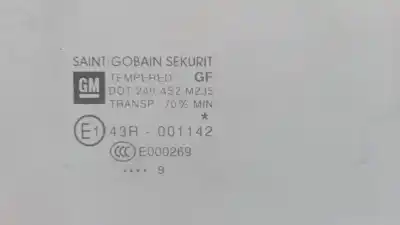 SAINT GOBAIN SEKURIT
TEMPERED GF
GM
DOT 240 AS2 M2J5
TRANSP 70% MIN
*
E1 43R - 001142
CCC E000269
•••• 9